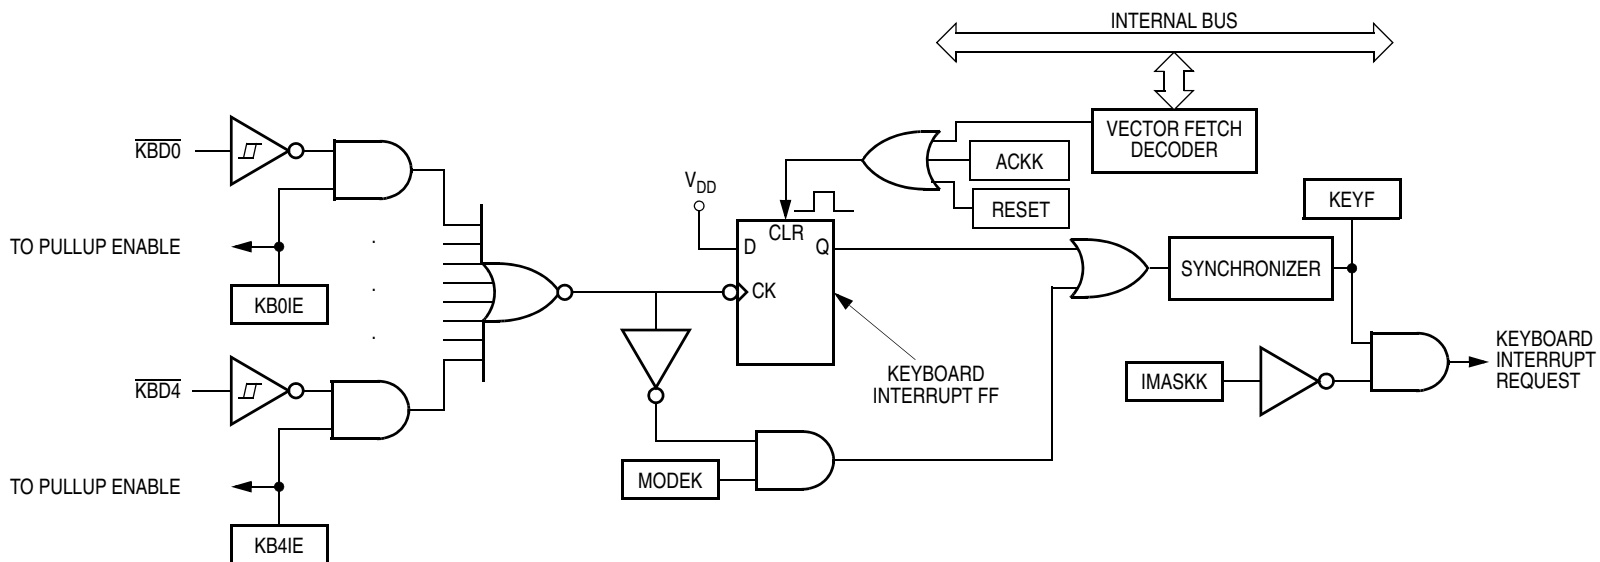 INTERNAL BUS
VECTOR FETCH
DECODER
ACKK
RESET
KBD0
TO PULLUP ENABLE
KB0IE
KBD4
TO PULLUP ENABLE
KB4IE
VDD
D
CLR
Q
CK
KEYBOARD
INTERRUPT FF
MODEK
SYNCHRONIZER
KEYF
IMASKK
KEYBOARD
INTERRUPT
REQUEST